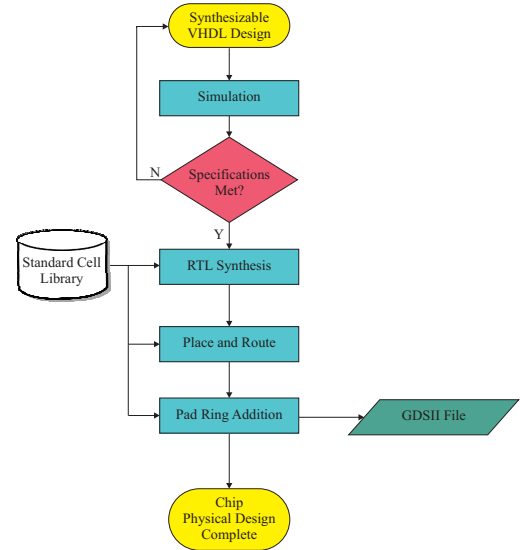 Synthesizable
VHDL Design
Simulation
Specifications
Met?
N
Y
Standard Cell
Library
RTL Synthesis
Place and Route
Pad Ring Addition
GDSII File
Chip
Physical Design
Complete